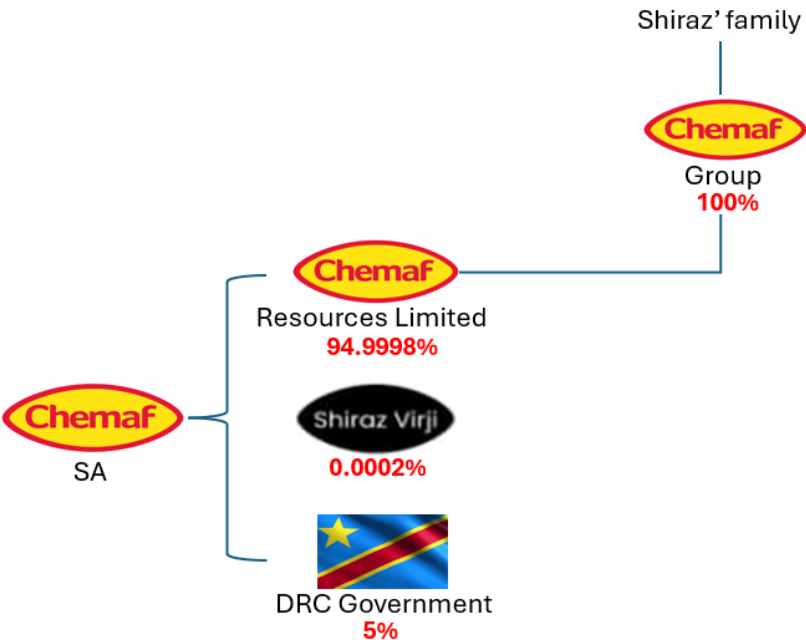 Shiraz’ family
Chemaf
Group
100%
Chemaf
Resources Limited
94.9998%
Shiraz Virji
0.0002%
Chemaf
SA
DRC Government
5%